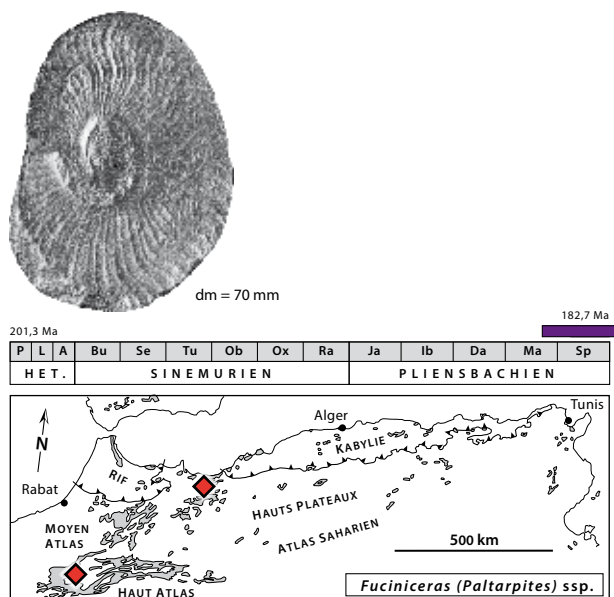 dm = 70 mm
182,7 Ma
201,3 Ma
P L A Bu Se Tu Ob Ox Ra Ja Ib Da Ma Sp
HET. SINEMURIEN PLIENSBACHIEN
Tunis
Alger
N
KABYLIE
RIF
Rabat
HAUTS PLATEAUX
MOYEN
ATLAS
ATLAS SAHARIEN
500 km
HAUT ATLAS
Fuciniceras (Paltarpites) ssp.